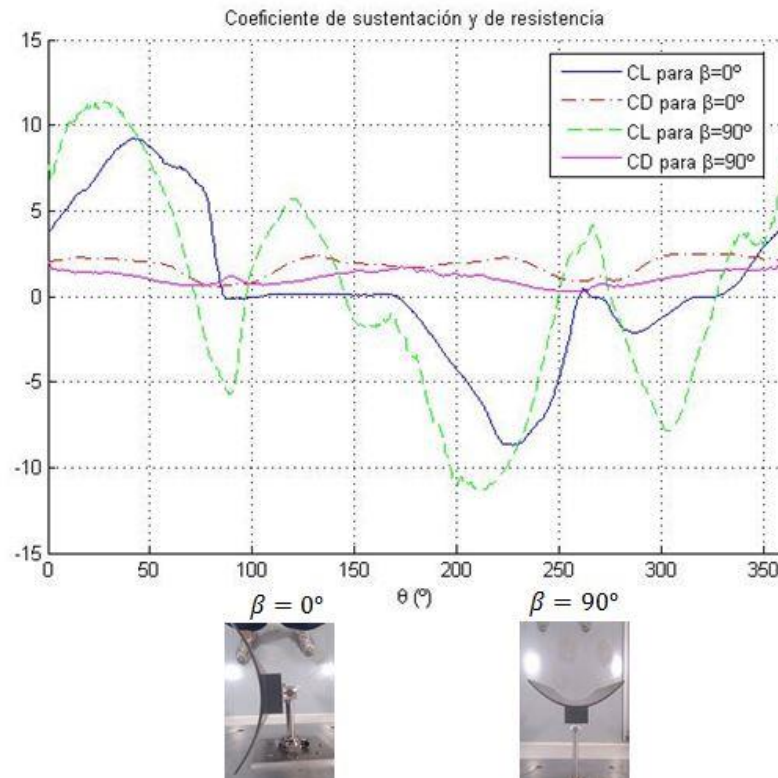 Coeficiente de sustentación y de resistencia
15
10
5
0
-5
-10
-15
CL para β=0º
CD para β=0º
CL para β=90º
CD para β=90º
0 50 100 150 200 250 300 350
θ (º)
β = 0° β = 90°